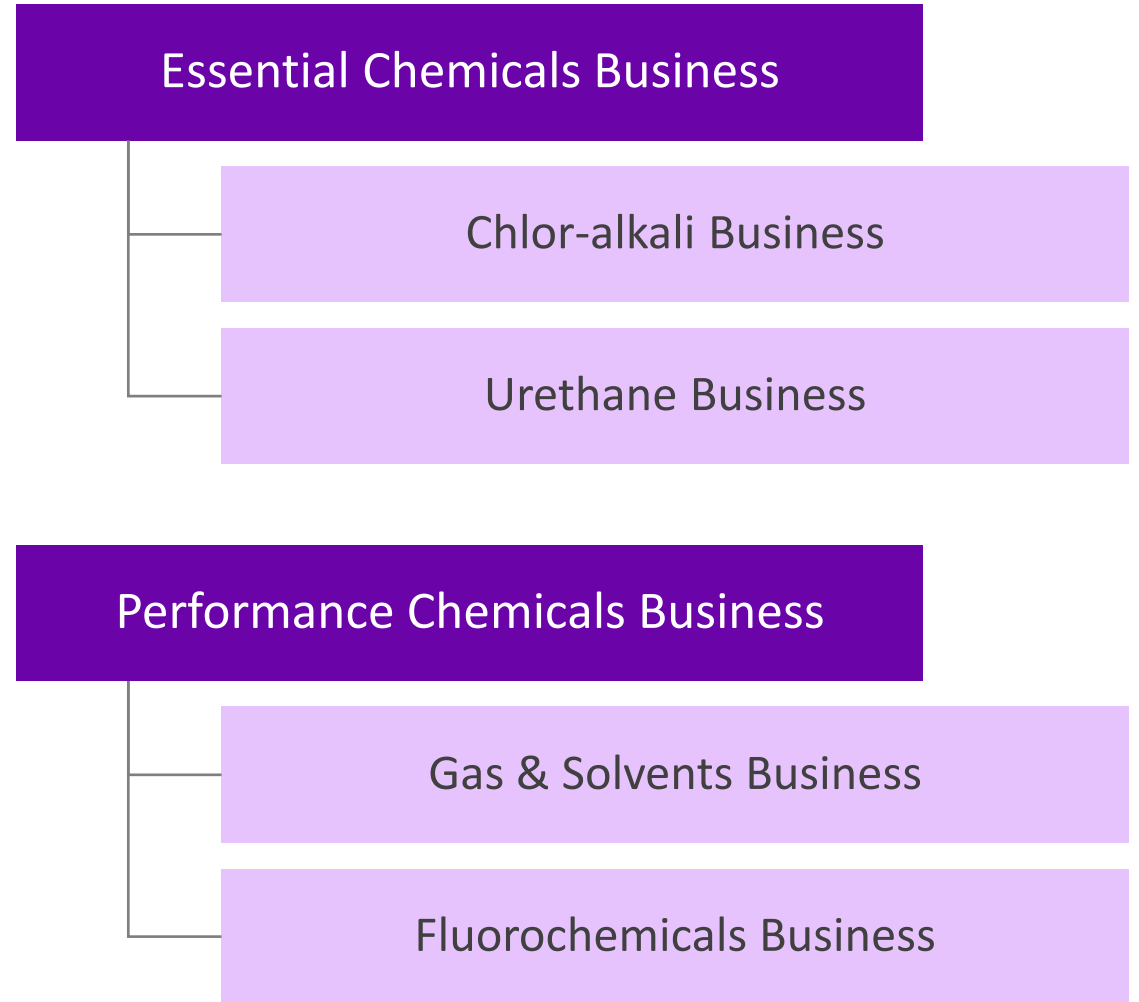 Essential Chemicals Business
Chlor-alkali Business
Urethane Business
Performance Chemicals Business
Gas & Solvents Business
Fluorochemicals Business